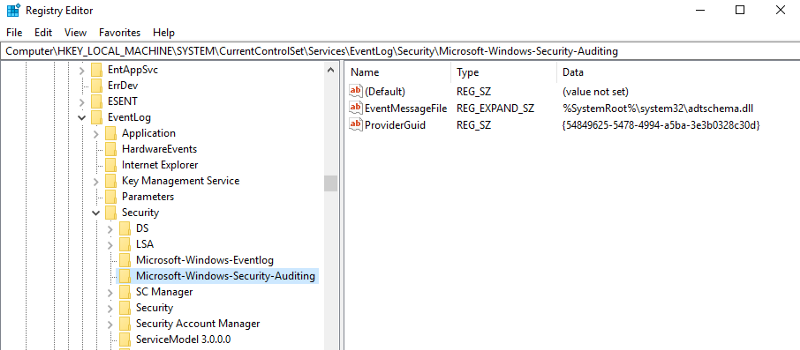 Registry Editor
File Edit View Favorites Help
Computer\HKEY_LOCAL_MACHINE\SYSTEM\CurrentControlSet\Services\EventLog\Security\Microsoft-Windows-Security-Auditing
EntAppSvc
ErrDev
ESENT
EventLog
Application
HardwareEvents
Internet Explorer
Key Management Service
Parameters
Security
DS
LSA
Microsoft-Windows-Eventlog
Microsoft-Windows-Security-Auditing
SC Manager
Security
Security Account Manager
ServiceModel 3.0.0.0
Name Type Data
ab (Default) REG_SZ (value not set)
ab EventMessageFile REG_EXPAND_SZ %SystemRoot%\system32\adtschema.dll
ab ProviderGuid REG_SZ {54849625-5478-4994-a5ba-3e3b0328c30d}